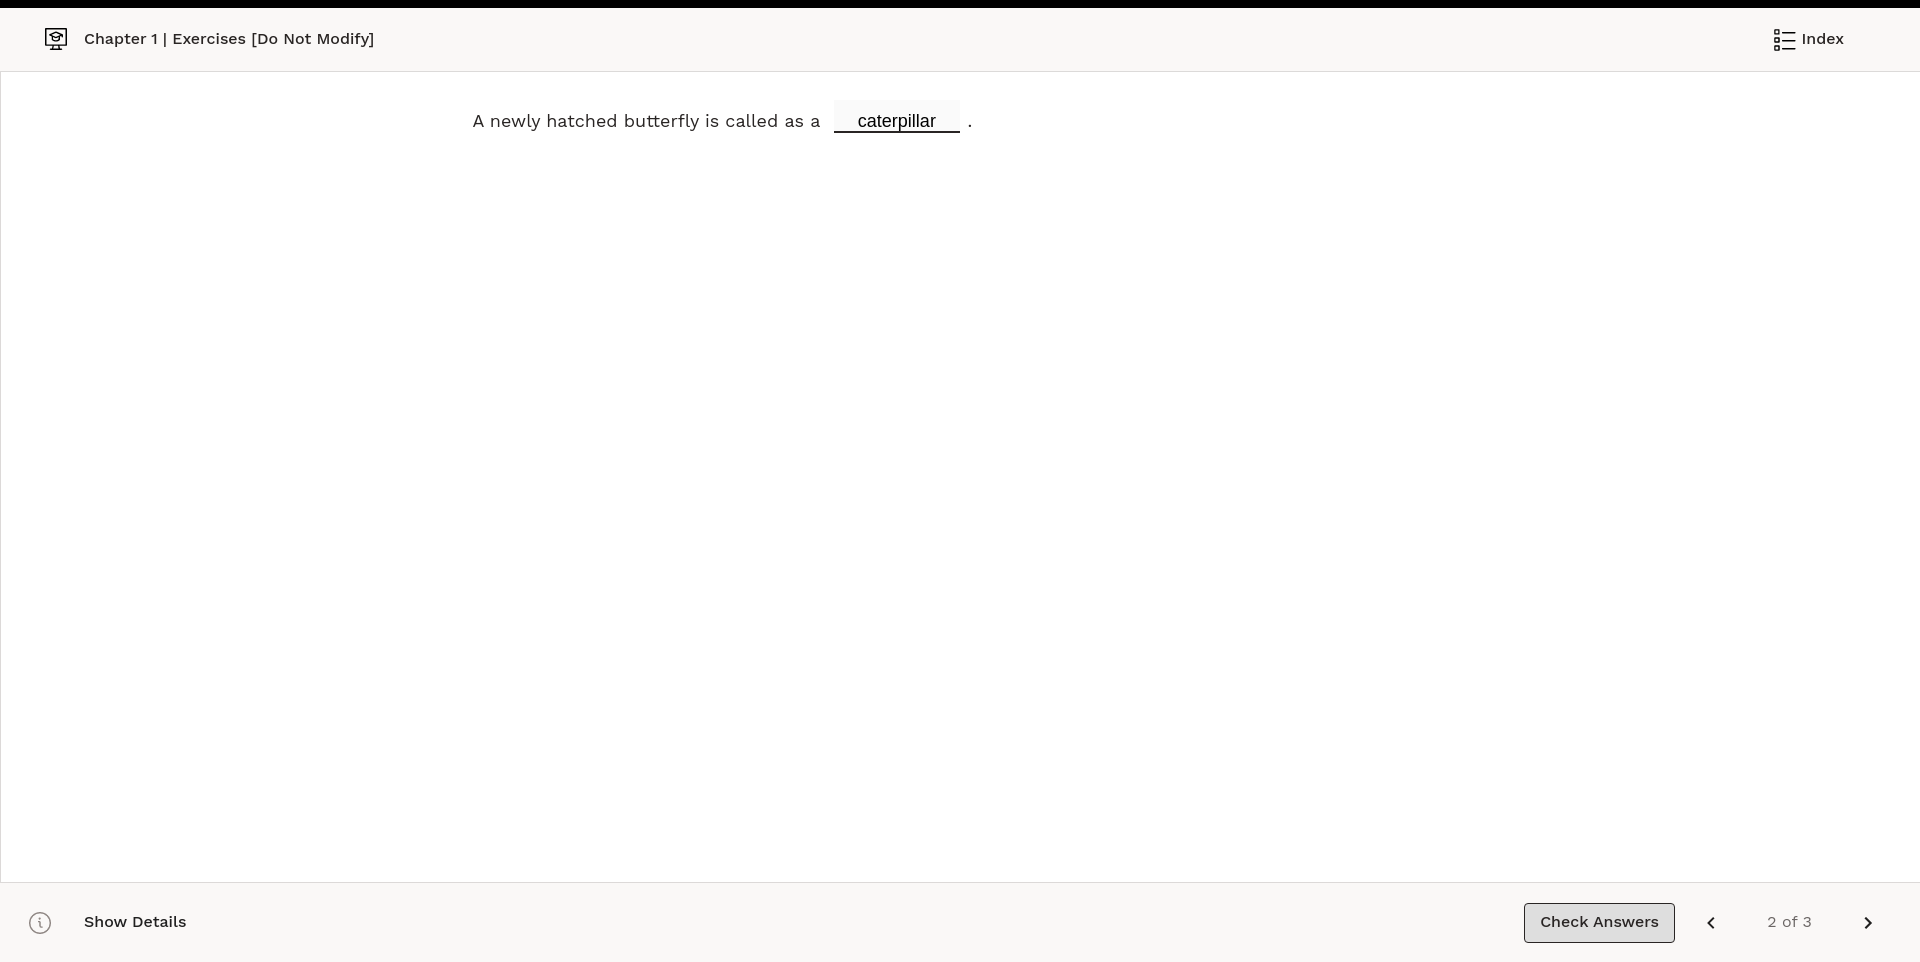 Chapter 1 | Exercises [Do Not Modify]
Index
A newly hatched butterfly is called as a caterpillar .
Show Details
Check Answers
2 of 3